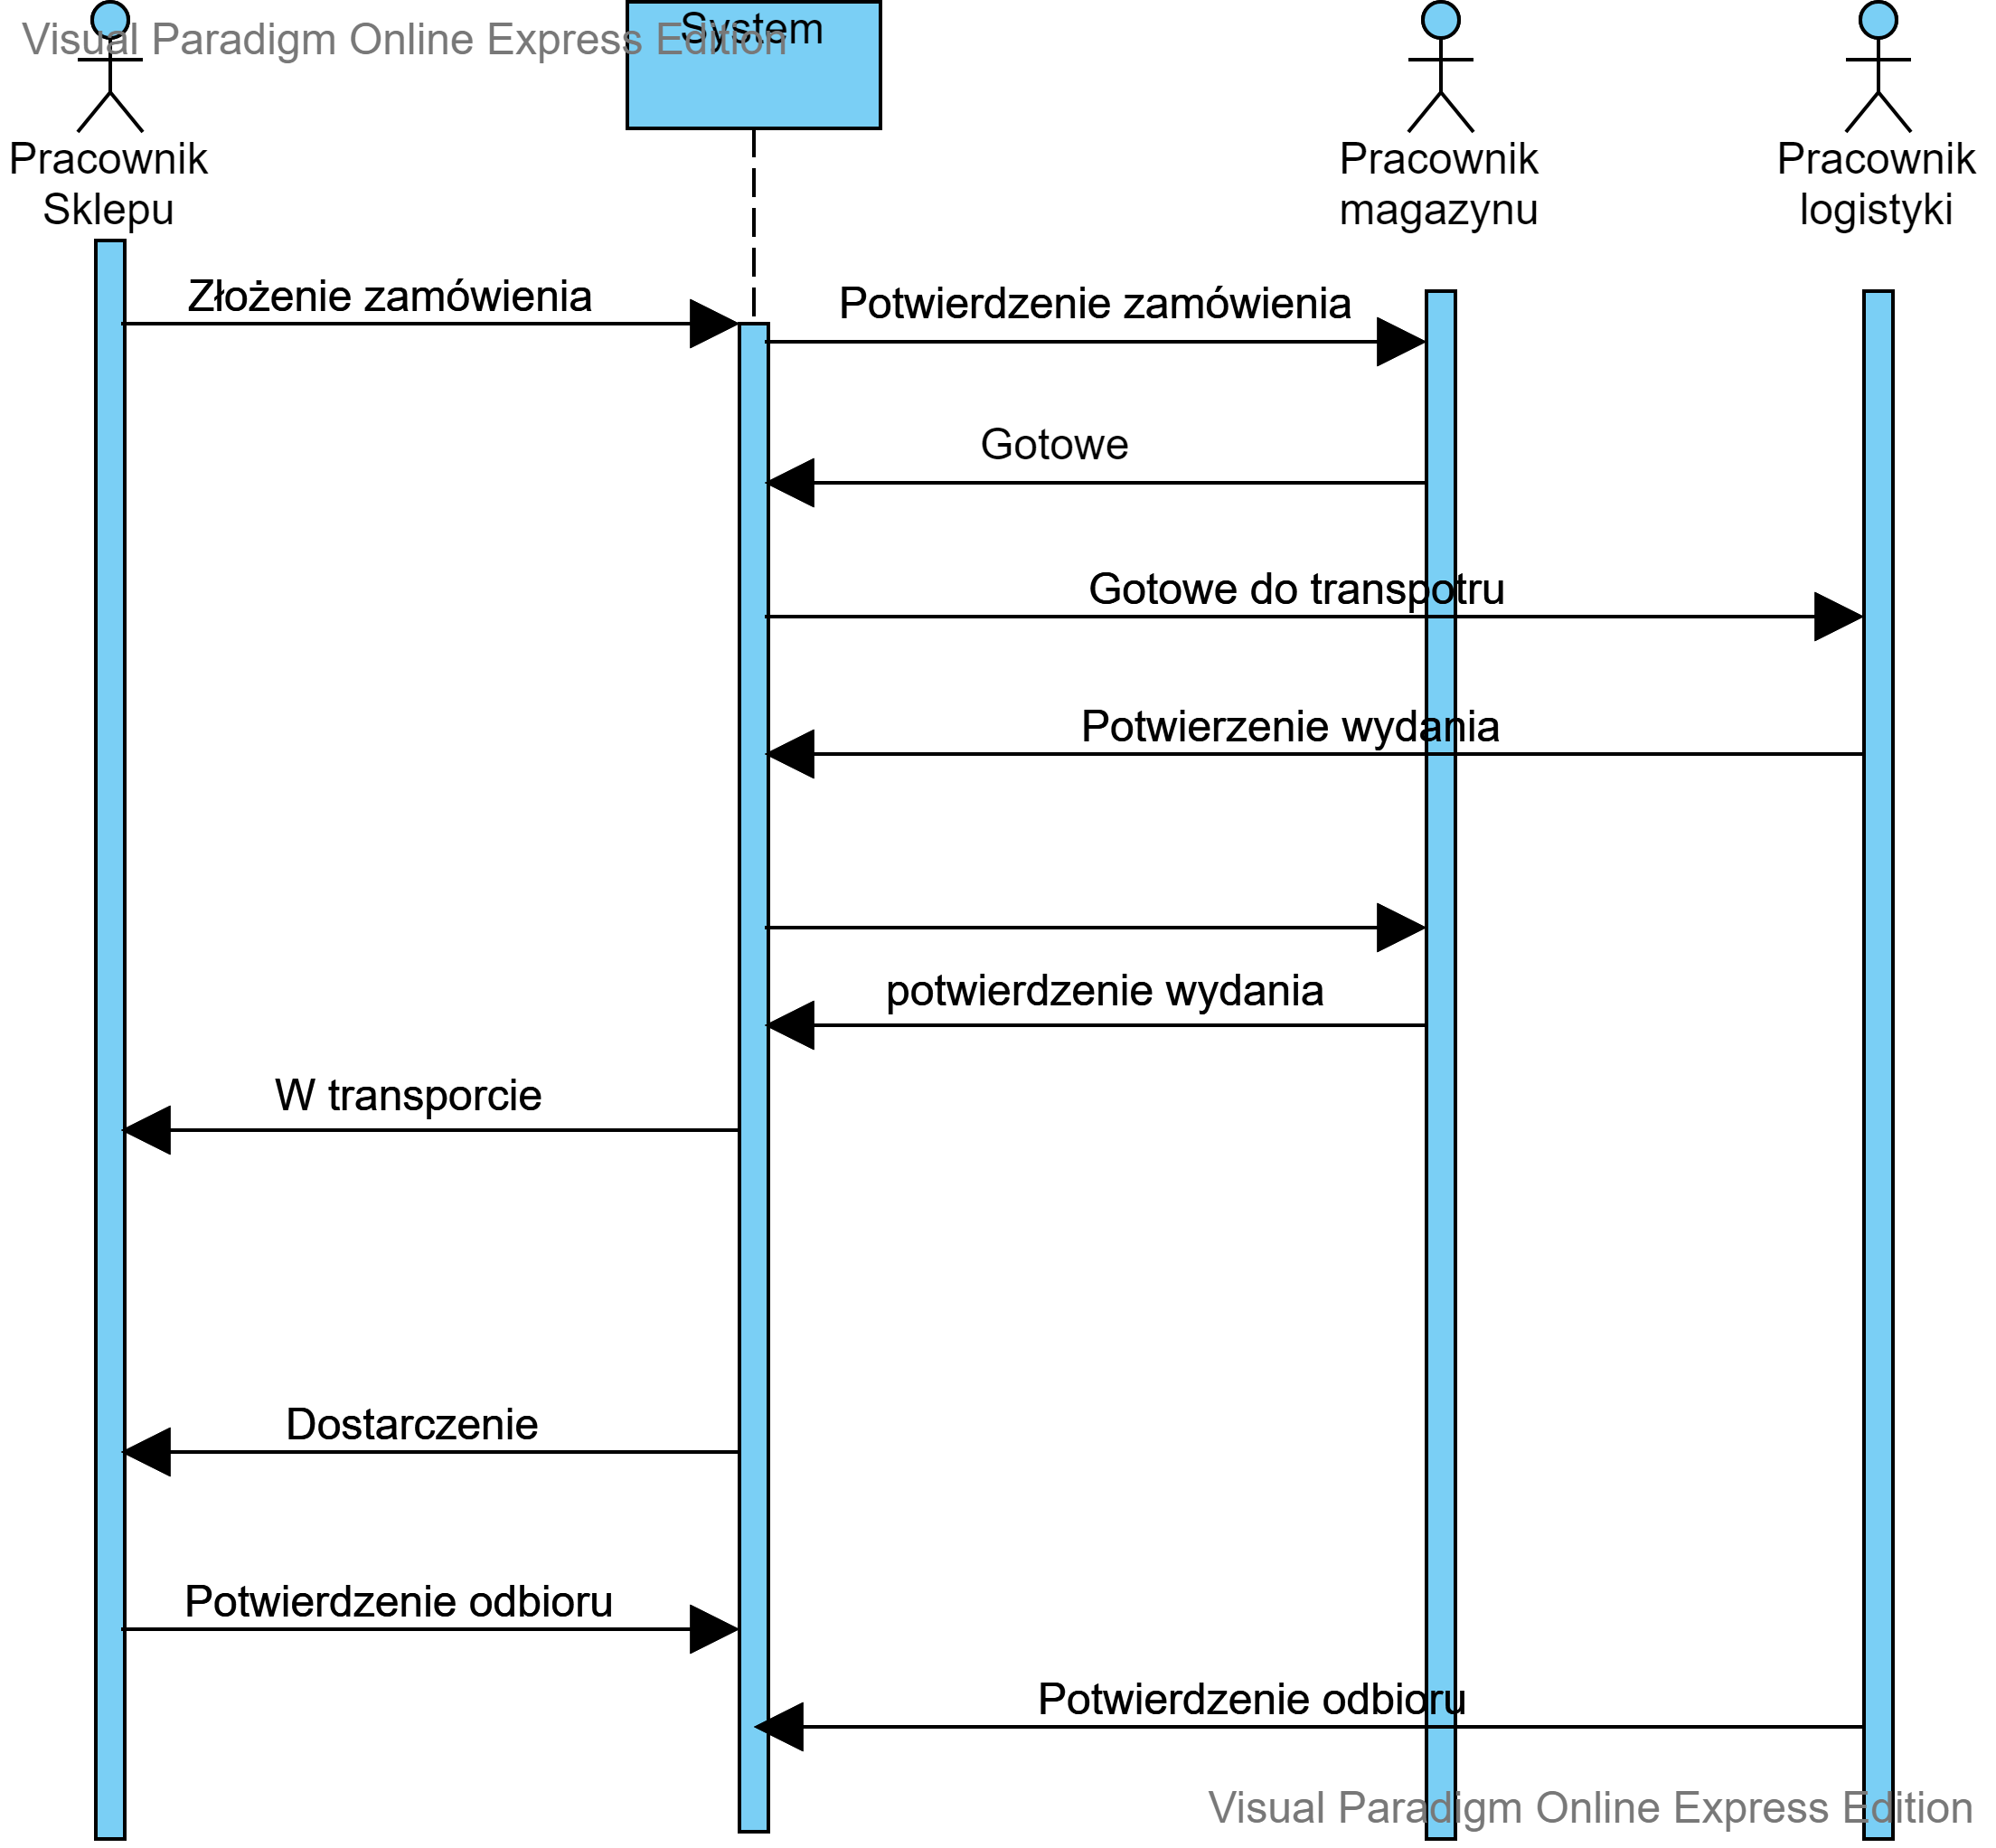 Visual Paradigm Online Express Edition
System
Pracownik
Sklepu
Pracownik
magazynu
Pracownik
logistyki
Złożenie zamówienia
Potwierdzenie zamówienia
Gotowe
Gotowe do transpotru
Potwierzenie wydania
potwierdzenie wydania
W transporcie
Dostarczenie
Potwierdzenie odbioru
Potwierdzenie odbioru
Visual Paradigm Online Express Edition